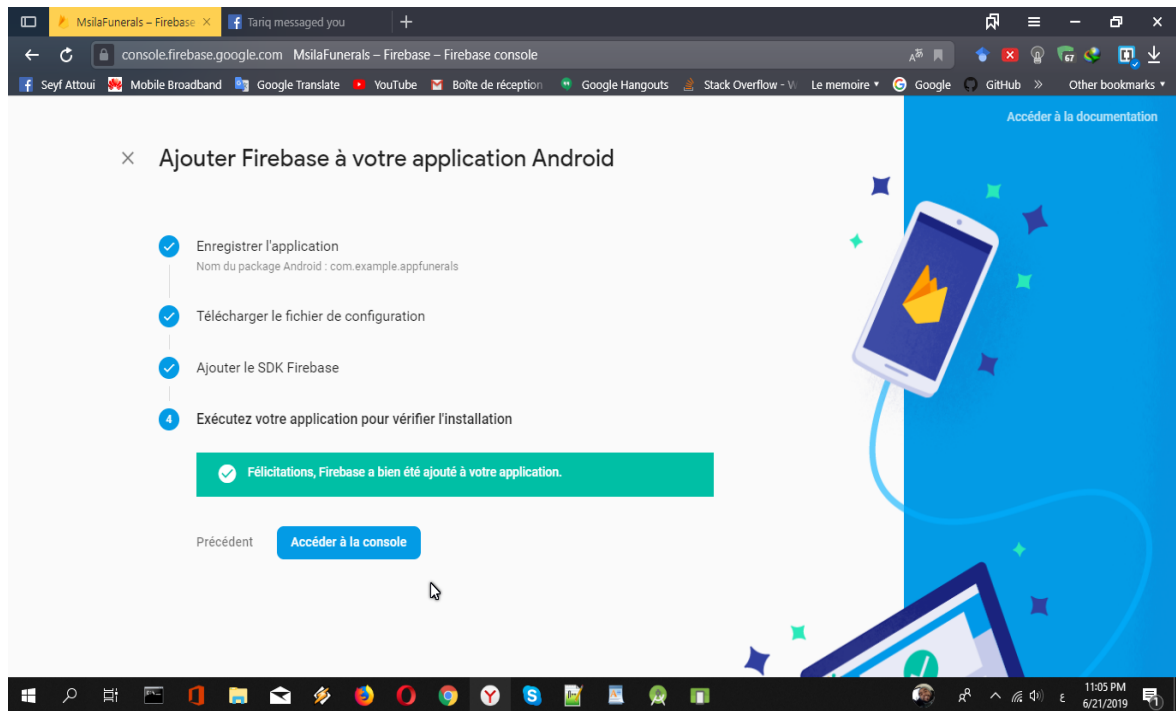 MsilaFunerals – Firebase
Tariq messaged you
console.firebase.google.com MsilaFunerals – Firebase – Firebase console
67
Seyf Attoui Mobile Broadband Google Translate YouTube Boîte de réception Google Hangouts Stack Overflow - Le memoire Google GitHub Other bookmarks
Accéder à la documentation
Ajouter Firebase à votre application Android
Enregistrer l'application
Nom du package Android : com.example.appfunerals
Télécharger le fichier de configuration
Ajouter le SDK Firebase
4 Exécutez votre application pour vérifier l'installation
Félicitations, Firebase a bien été ajouté à votre application.
Précédent Accéder à la console
11:05 PM
6/21/2019